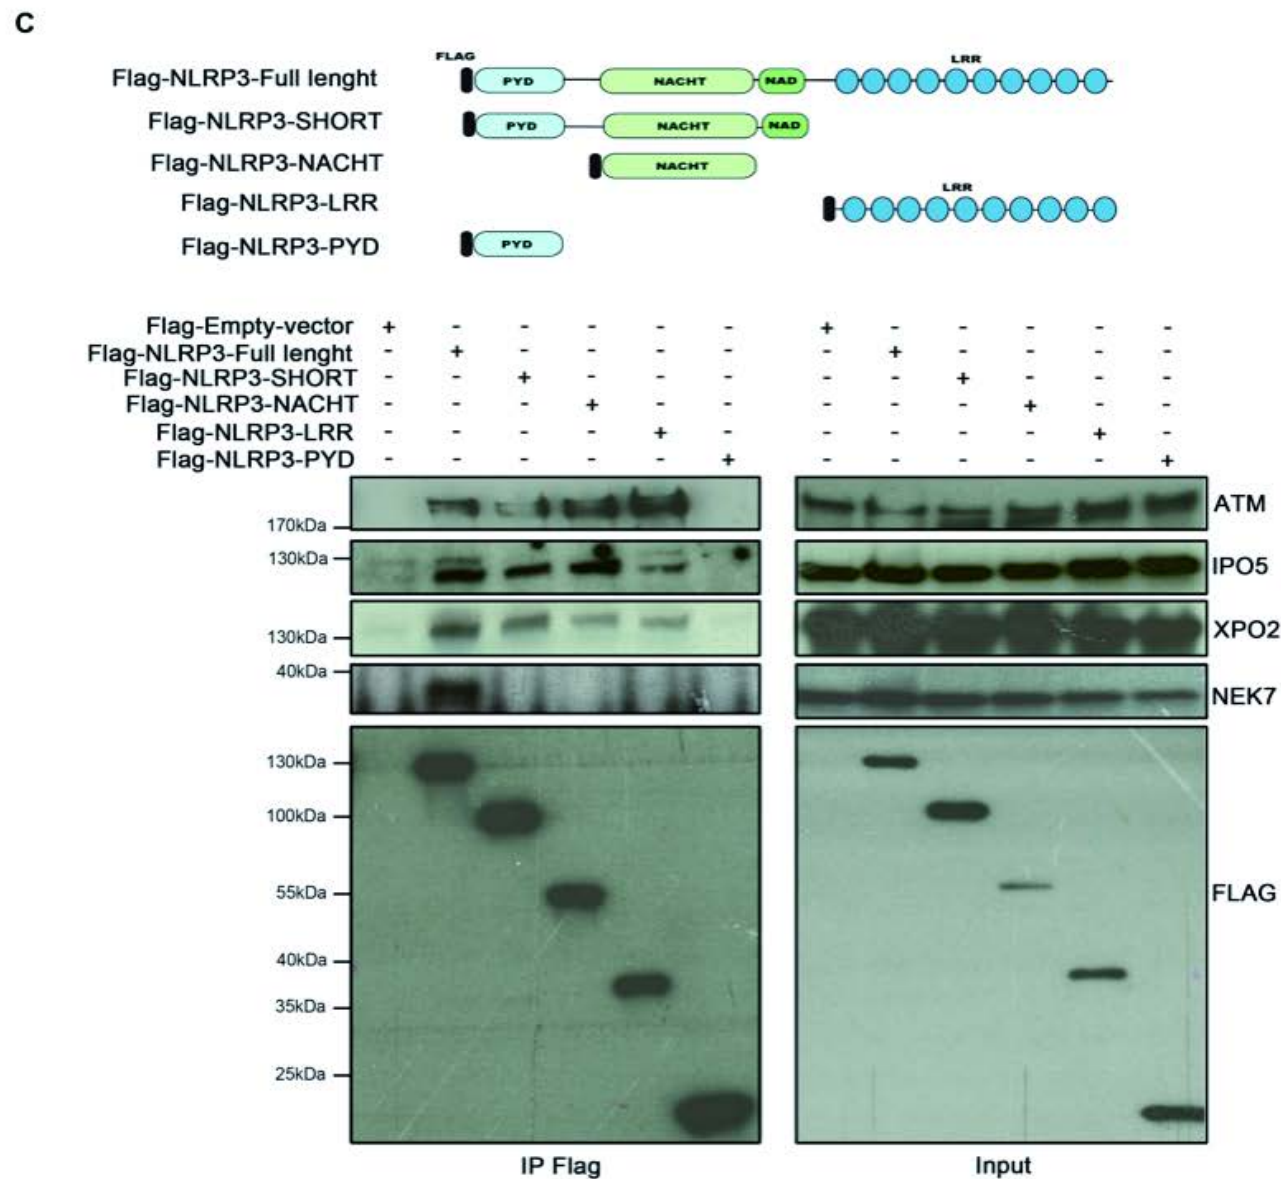 C
FLAG
LRR
Flag-NLRP3-Full lenght PYD NACHT NAD
Flag-NLRP3-SHORT PYD NACHT NAD
Flag-NLRP3-NACHT NACHT
LRR
Flag-NLRP3-LRR
Flag-NLRP3-PYD PYD
Flag-Empty-vector + - - - - - + - - - - -
Flag-NLRP3-Full lenght - + - - - - - + - - - -
Flag-NLRP3-SHORT - - + - - - - - + - - -
Flag-NLRP3-NACHT - - - + - - - - - + - -
Flag-NLRP3-LRR - - - - + - - - - - + -
Flag-NLRP3-PYD - - - - - + - - - - - +
ATM
170kDa
130kDa
IPO5
XPO2
130kDa
40kDa
NEK7
130kDa
100kDa
55kDa
FLAG
40kDa
35kDa
25kDa
IP Flag Input